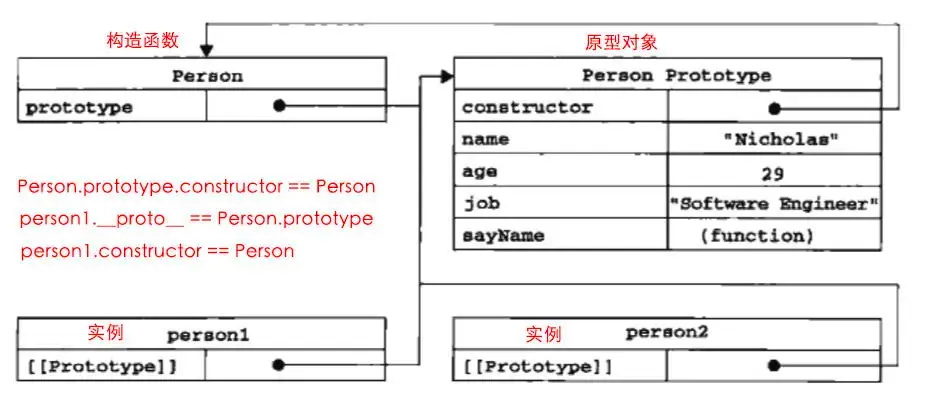 构造函数
原型对象
Person
Person Prototype
prototype
constructor
name "Nicholas"
age 29
job "Software Engineer"
sayName (function)
Person.prototype.constructor == Person
person1.__proto__ == Person.prototype
person1.constructor == Person
实例 person1
[[Prototype]]
实例 person2
[[Prototype]]